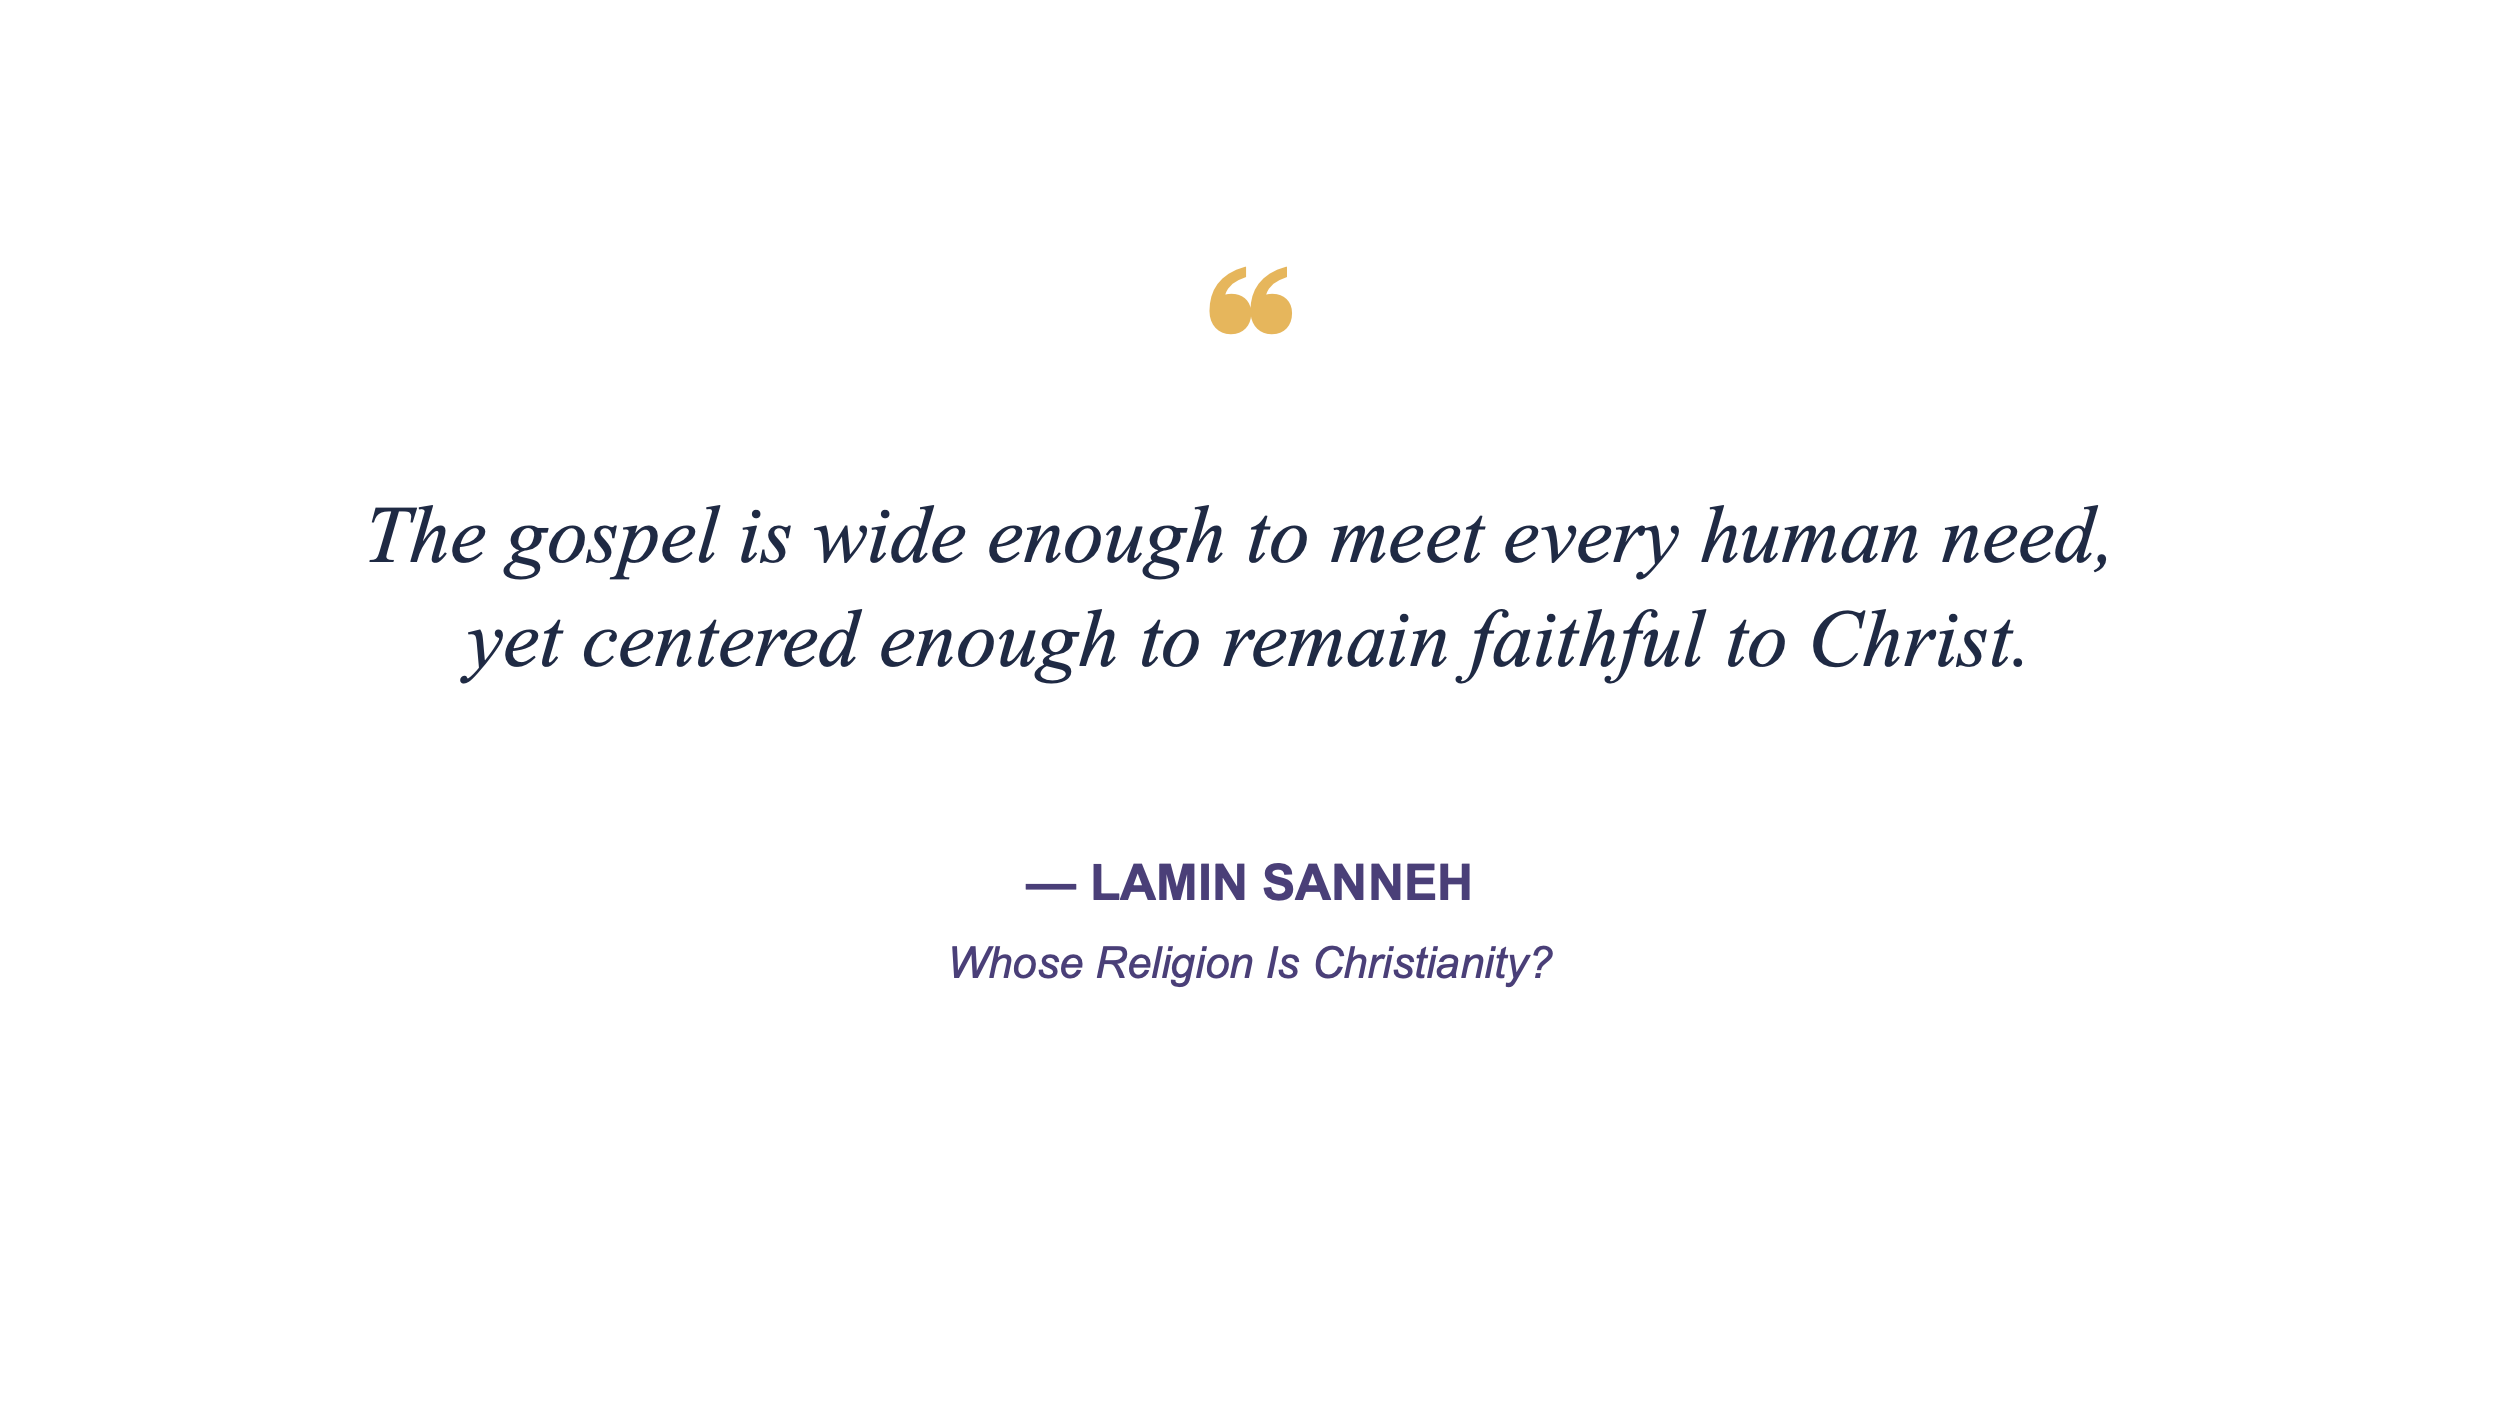 “
The gospel is wide enough to meet every human need,
yet centered enough to remain faithful to Christ.
— LAMIN SANNEH
Whose Religion Is Christianity?